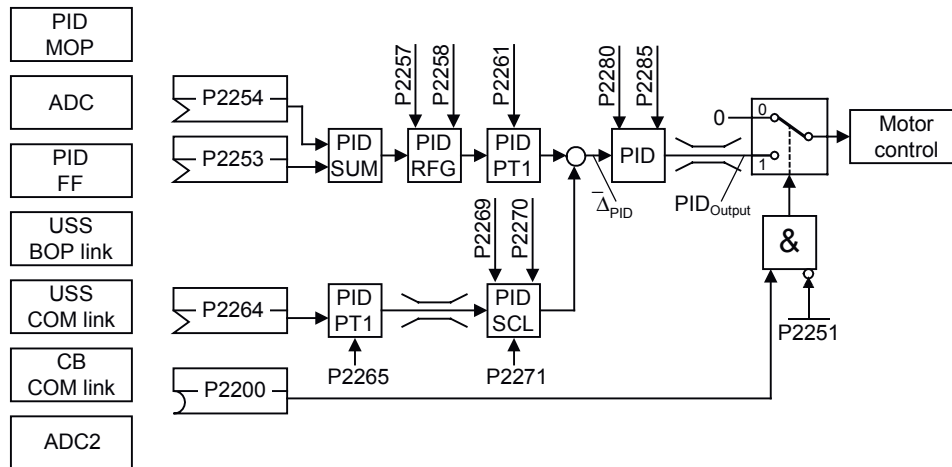 PID
MOP
ADC
PID
FF
USS
BOP link
USS
COM link
CB
COM link
ADC2
P2254
P2253
P2264
P2200
PID
SUM
P2257
P2258
PID
RFG
P2261
PID
PT1
PID
PT1
P2265
P2269
P2270
PID
SCL
P2271
Δ̅PID
P2280
P2285
PID
PIDOutput
0
0
1
Motor
control
&
P2251